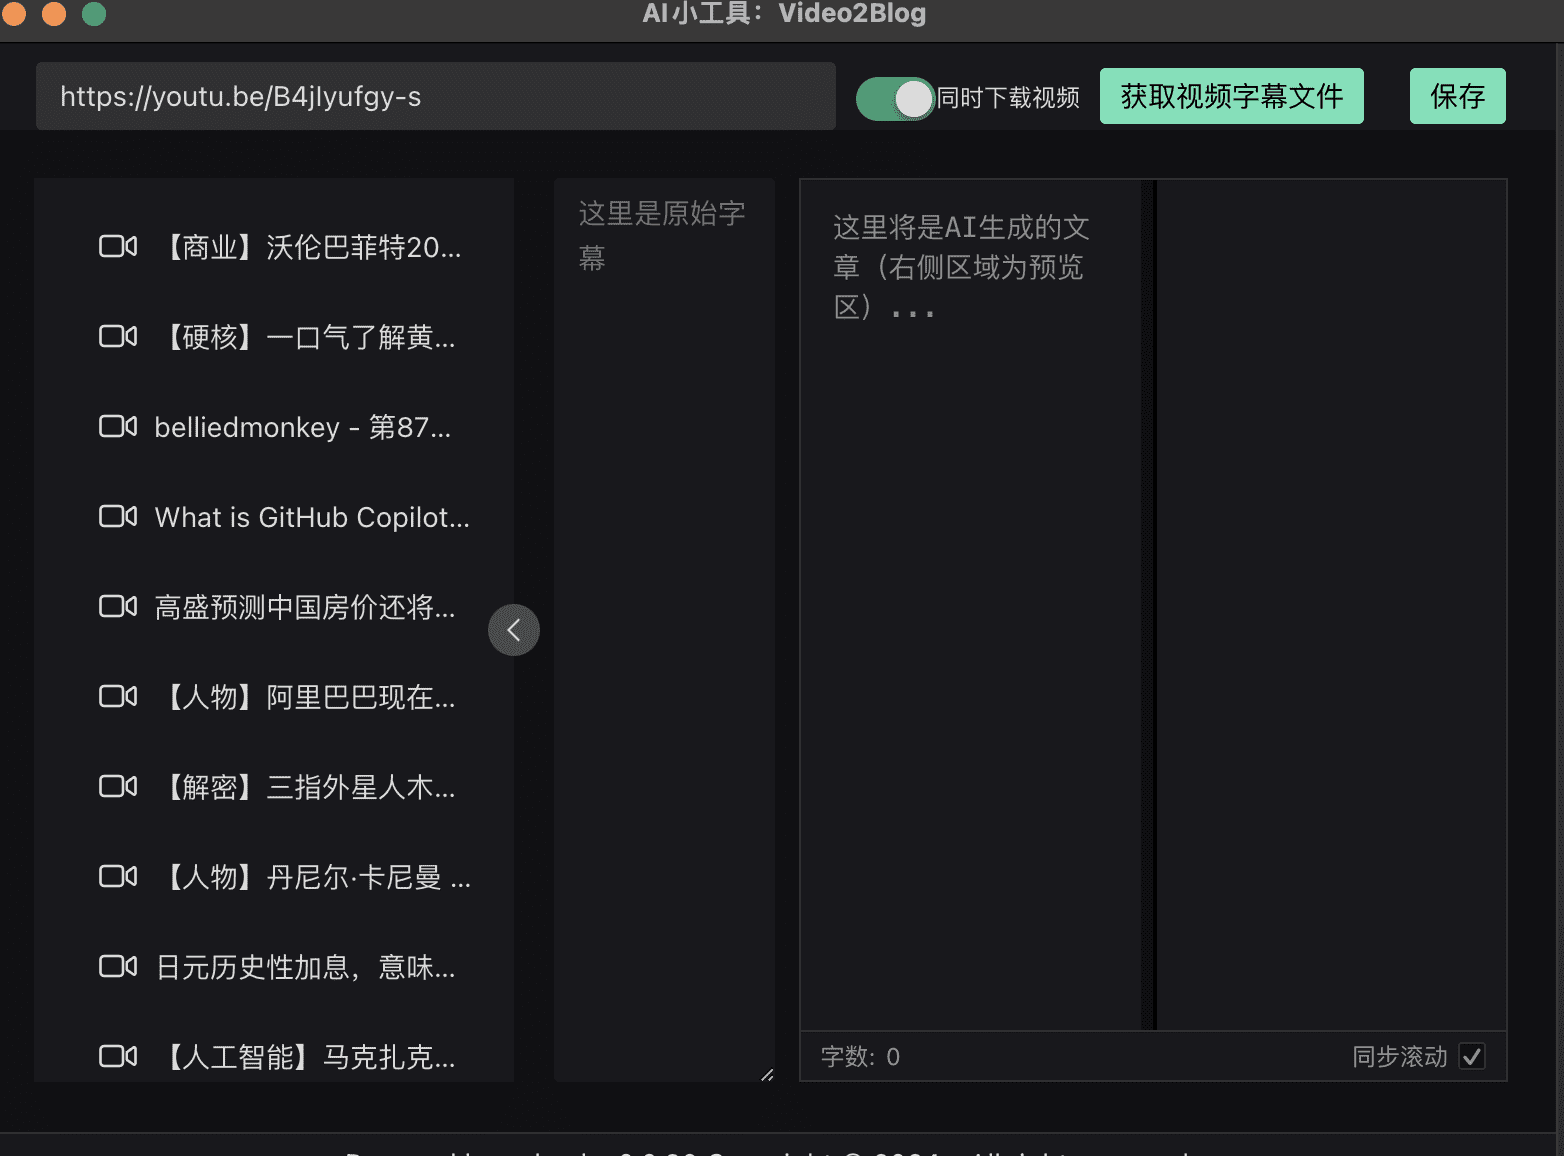 AI小工具：Video2Blog
https://youtu.be/B4jIyufgy-s
同时下载视频
获取视频字幕文件
保存
【商业】沃伦巴菲特20...
【硬核】一口气了解黄...
belliedmonkey - 第87...
What is GitHub Copilot...
高盛预测中国房价还将...
【人物】阿里巴巴现在...
【解密】三指外星人木...
【人物】丹尼尔·卡尼曼 ...
日元历史性加息，意味...
【人工智能】马克扎克...
这里是原始字
幕
这里将是AI生成的文
章（右侧区域为预览
区）...
字数: 0
同步滚动